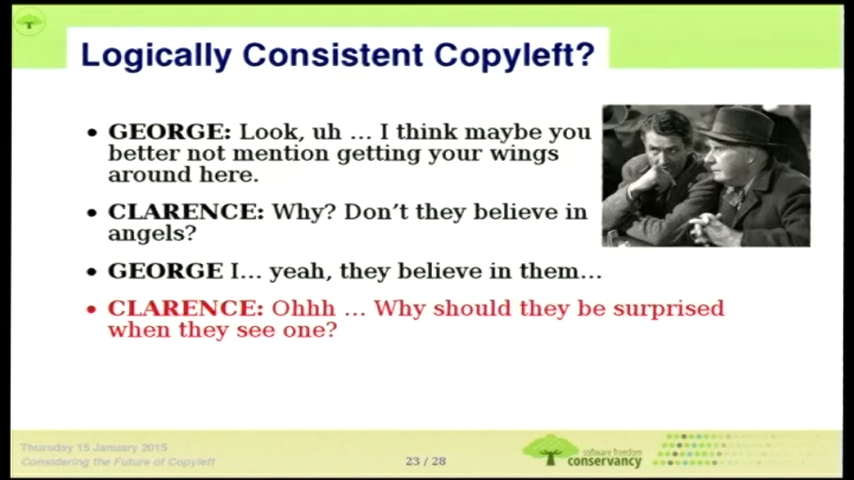 Logically Consistent Copyleft?
• GEORGE: Look, uh … I think maybe you
better not mention getting your wings
around here.
• CLARENCE: Why? Don't they believe in
angels?
• GEORGE I… yeah, they believe in them…
• CLARENCE: Ohhh … Why should they be surprised
when they see one?
Thursday 15 January 2015
Considering the Future of Copyleft
23 / 28
software freedom
conservancy